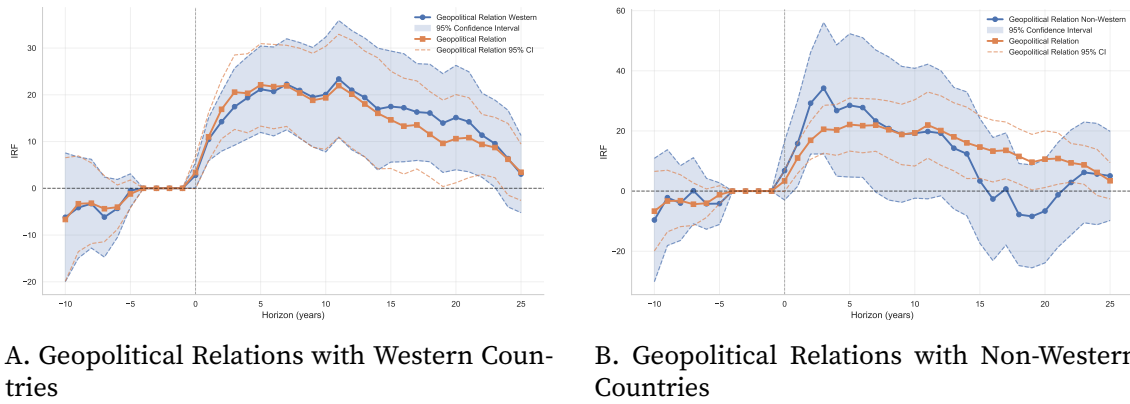 Geopolitical Relation Western
95% Confidence Interval
Geopolitical Relation
Geopolitical Relation 95% CI
30
20
10
0
−10
−20
IRF
−10
−5
0
5
10
15
20
25
Horizon (years)
A. Geopolitical Relations with Western Coun-
tries
Geopolitical Relation Non-Western
95% Confidence Interval
Geopolitical Relation
Geopolitical Relation 95% CI
60
40
20
0
−20
IRF
−10
−5
0
5
10
15
20
25
Horizon (years)
B. Geopolitical Relations with Non-Western
Countries